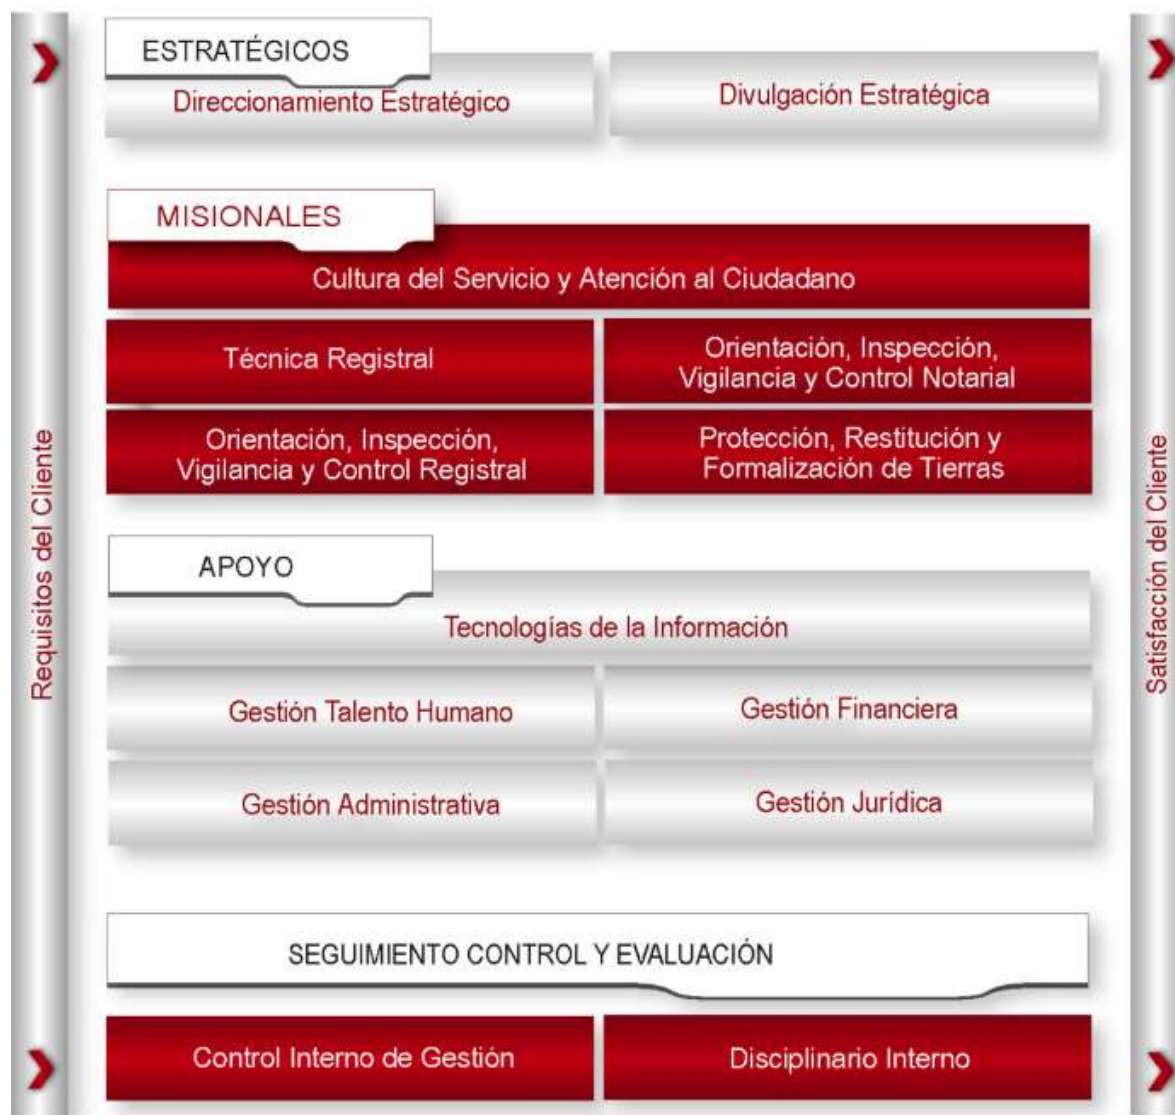 ESTRATÉGICOS
Direccionamiento Estratégico
Divulgación Estratégica
MISIONALES
Cultura del Servicio y Atención al Ciudadano
Técnica Registral
Orientación, Inspección,
Vigilancia y Control Notarial
Orientación, Inspección,
Vigilancia y Control Registral
Protección, Restitución y
Formalización de Tierras
Requisitos del Cliente
Satisfacción del Cliente
APOYO
Tecnologías de la Información
Gestión Talento Humano
Gestión Financiera
Gestión Administrativa
Gestión Jurídica
SEGUIMIENTO CONTROL Y EVALUACIÓN
Control Interno de Gestión
Disciplinario Interno